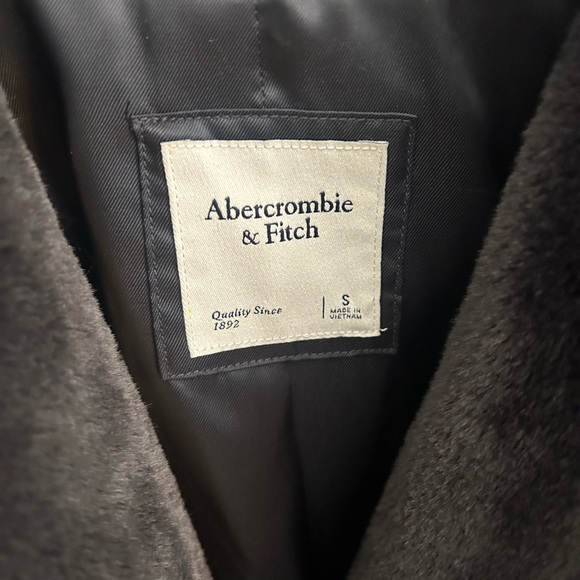 Abercrombie
& Fitch
Quality Since
1892
S
MADE IN
VIETNAM